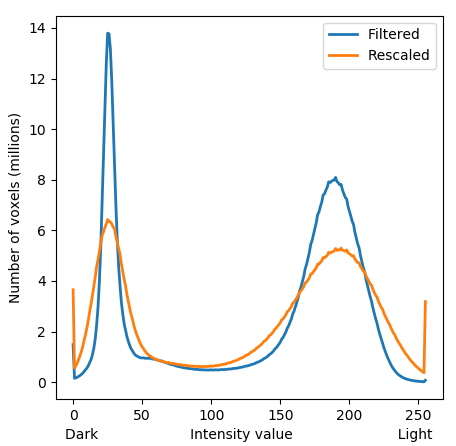 Filtered
Rescaled
Number of voxels (millions)
14
12
10
8
6
4
2
0
0 50 100 150 200 250
Dark Intensity value Light